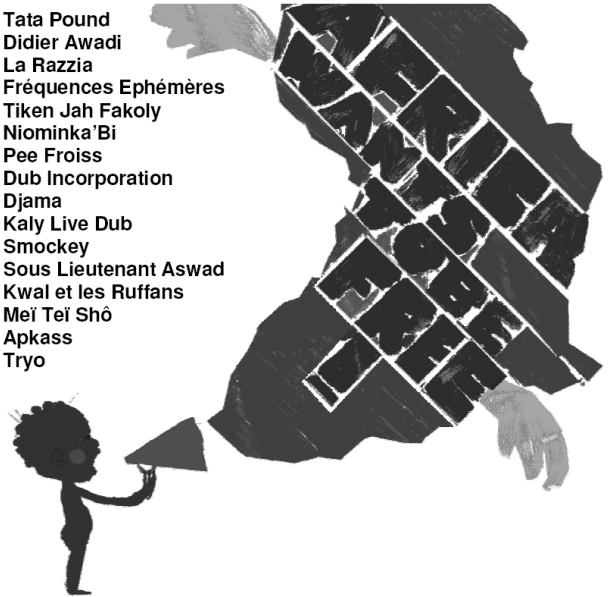 Tata Pound
Didier Awadi
La Razzia
Fréquences Ephémères
Tiken Jah Fakoly
Niominka'Bi
Pee Froiss
Dub Incorporation
Djama
Kaly Live Dub
Smockey
Sous Lieutenant Aswad
Kwal et les Ruffans
Meï Teï Shô
Apkass
Tryo
AFRICA
WANTS
TO BE
FREE
!